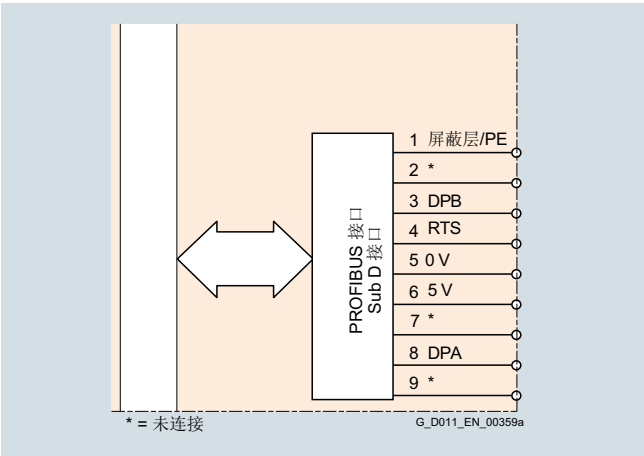 1 屏蔽层/PE
2 *
3 DPB
4 RTS
5 0 V
6 5 V
7 *
8 DPA
9 *
PROFIBUS 接口
Sub D 接口
* = 未连接
G_D011_EN_00359a